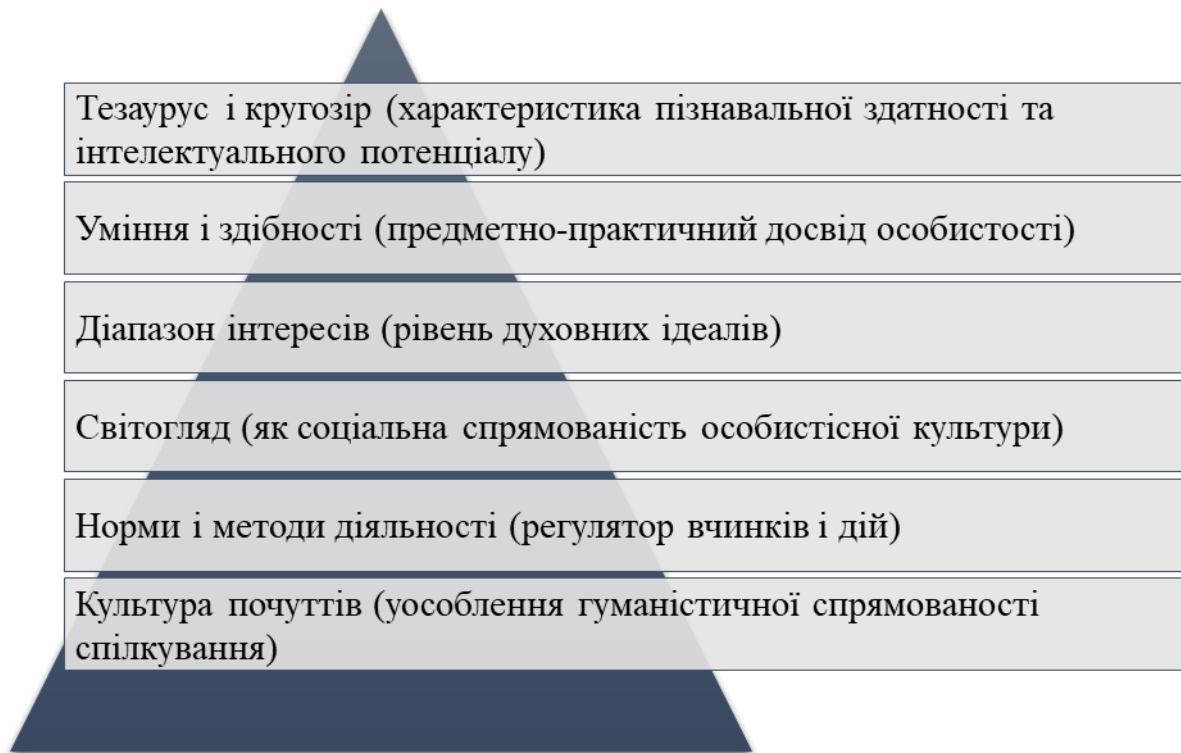 Тезаурус і кругозір (характеристика пізнавальної здатності та
інтелектуального потенціалу)
Уміння і здібності (предметно-практичний досвід особистості)
Діапазон інтересів (рівень духовних ідеалів)
Світогляд (як соціальна спрямованість особистісної культури)
Норми і методи діяльності (регулятор вчинків і дій)
Культура почуттів (уособлення гуманістичної спрямованості
спілкування)